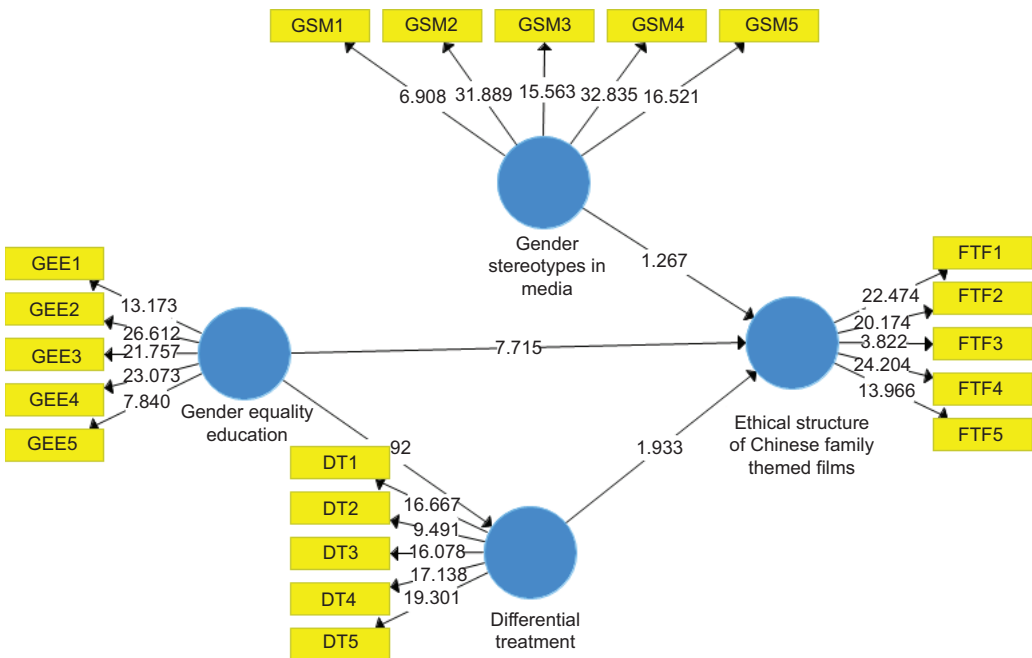 GSM1
GSM2
GSM3
GSM4
GSM5
6.908
31.889
15.563
32.835
16.521
Gender
stereotypes in
media
1.267
GEE1
GEE2
GEE3
GEE4
GEE5
13.173
26.612
21.757
23.073
7.840
Gender equality
education
7.715
FTF1
FTF2
FTF3
FTF4
FTF5
22.474
20.174
3.822
24.204
13.966
Ethical structure
of Chinese family
themed films
1.933
DT1
DT2
DT3
DT4
DT5
16.667
9.491
16.078
17.138
19.301
Differential
treatment